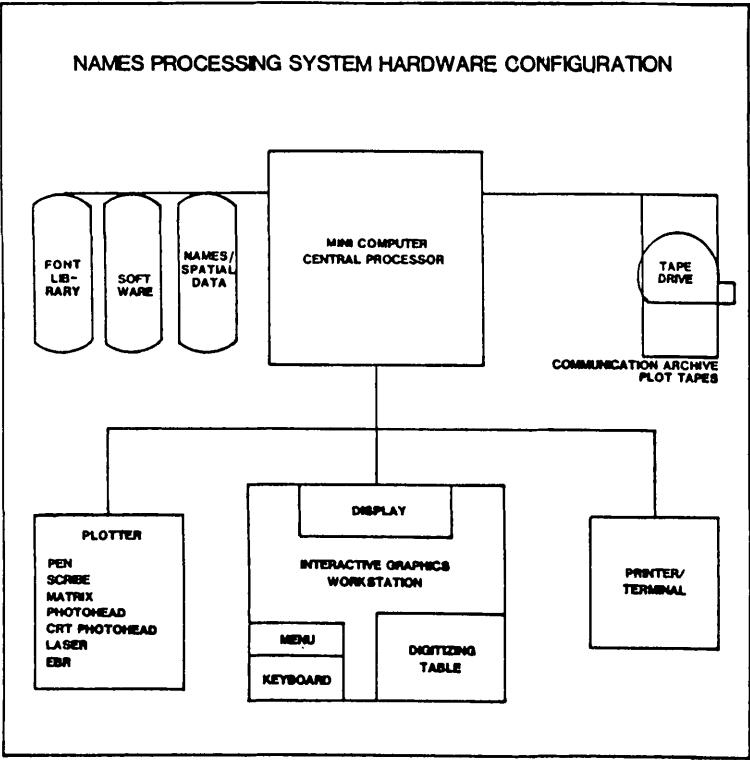 NAMES PROCESSING SYSTEM HARDWARE CONFIGURATION
FONT
LIB-
RARY
SOFT
WARE
NAMES/
SPATIAL
DATA
MINI COMPUTER
CENTRAL PROCESSOR
TAPE
DRIVE
COMMUNICATION ARCHIVE
PLOT TAPES
PLOTTER
PEN
SCRIBE
MATRIX
PHOTOHEAD
CRT PHOTOHEAD
LASER
EBR
DISPLAY
INTERACTIVE GRAPHICS
WORKSTATION
MENU
KEYBOARD
DIGITIZING
TABLE
PRINTER/
TERMINAL